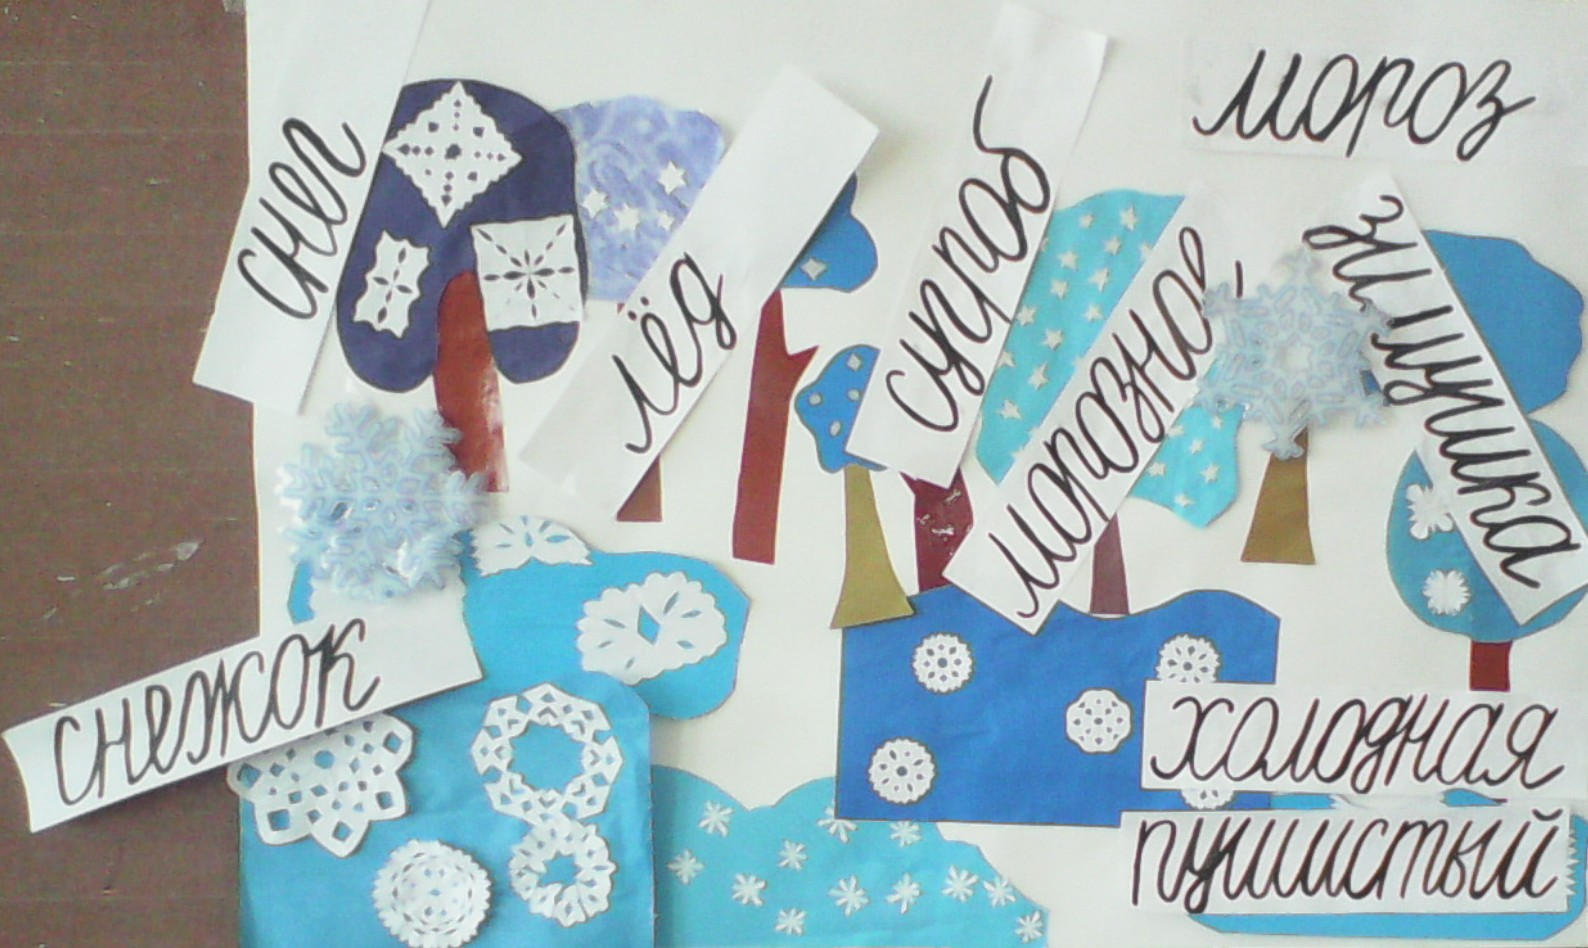 снег
лёд
сугроб
мороз
морозное
зимушка
снежок
холодная
пушистый